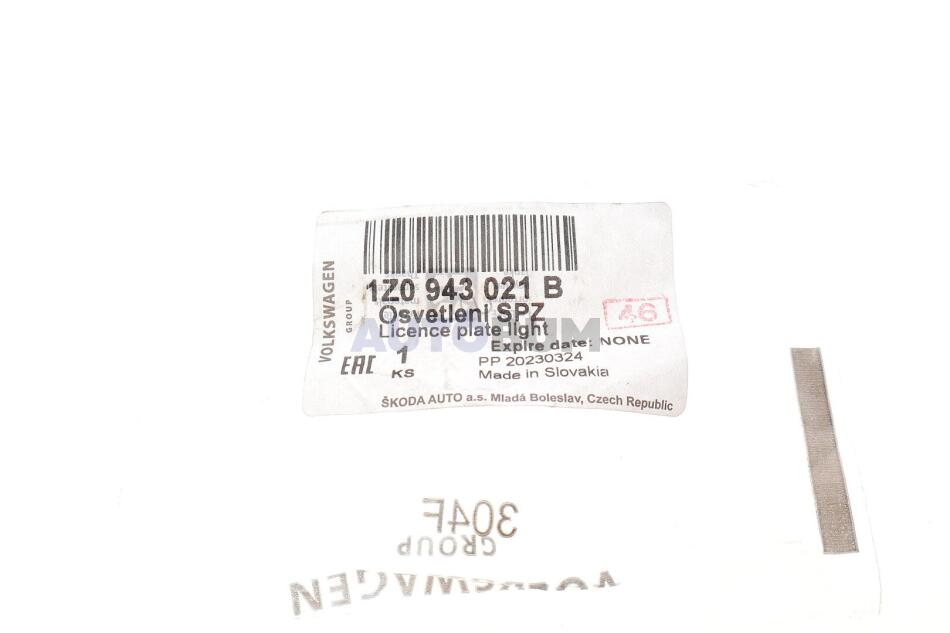 VOLKSWAGEN
GROUP
1Z0 943 021 B
Osvetleni SPZ
Licence plate light
46
Expire date: NONE
EAC 1
KS
PP 20230324
Made in Slovakia
ŠKODA AUTO a.s. Mladá Boleslav, Czech Republic
304F
GROUP
VOLKSWAGEN